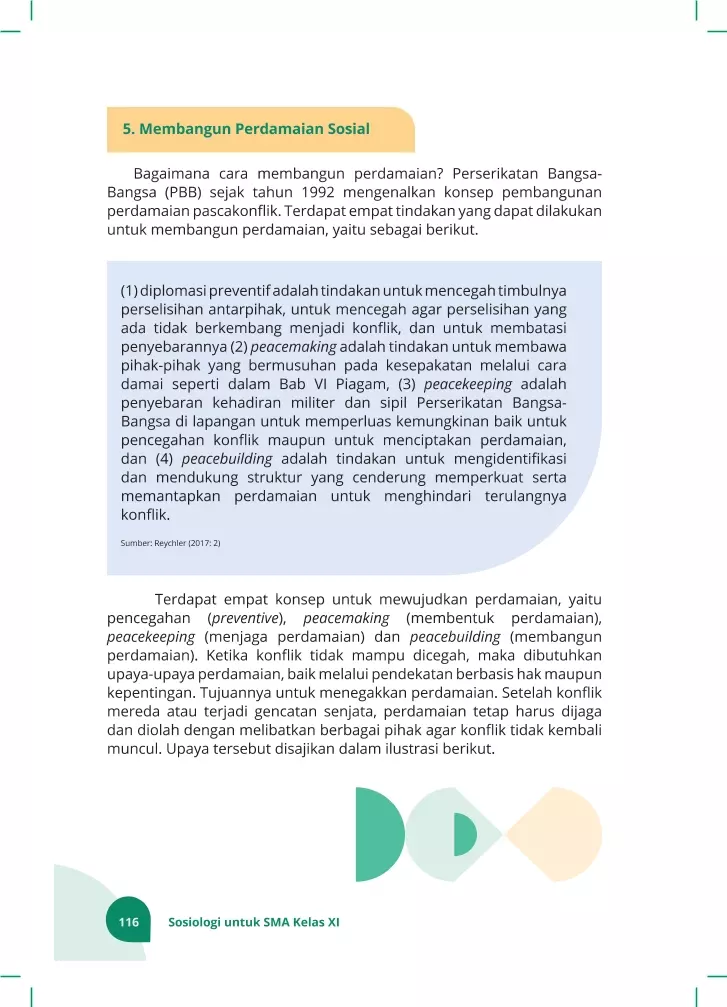 5. Membangun Perdamaian Sosial
Bagaimana cara membangun perdamaian? Perserikatan Bangsa-
Bangsa (PBB) sejak tahun 1992 mengenalkan konsep pembangunan
perdamaian pascakonflik. Terdapat empat tindakan yang dapat dilakukan
untuk membangun perdamaian, yaitu sebagai berikut.
(1) diplomasi preventif adalah tindakan untuk mencegah timbulnya
perselisihan antarpihak, untuk mencegah agar perselisihan yang
ada tidak berkembang menjadi konflik, dan untuk membatasi
penyebarannya (2) peacemaking adalah tindakan untuk membawa
pihak-pihak yang bermusuhan pada kesepakatan melalui cara
damai seperti dalam Bab VI Piagam, (3) peacekeeping adalah
penyebaran kehadiran militer dan sipil Perserikatan Bangsa-
Bangsa di lapangan untuk memperluas kemungkinan baik untuk
pencegahan konflik maupun untuk menciptakan perdamaian,
dan (4) peacebuilding adalah tindakan untuk mengidentifikasi
dan mendukung struktur yang cenderung memperkuat serta
memantapkan perdamaian untuk menghindari terulangnya
konflik.
Sumber: Reychler (2017: 2)
Terdapat empat konsep untuk mewujudkan perdamaian, yaitu
pencegahan (preventive), peacemaking (membentuk perdamaian),
peacekeeping (menjaga perdamaian) dan peacebuilding (membangun
perdamaian). Ketika konflik tidak mampu dicegah, maka dibutuhkan
upaya-upaya perdamaian, baik melalui pendekatan berbasis hak maupun
kepentingan. Tujuannya untuk menegakkan perdamaian. Setelah konflik
mereda atau terjadi gencatan senjata, perdamaian tetap harus dijaga
dan diolah dengan melibatkan berbagai pihak agar konflik tidak kembali
muncul. Upaya tersebut disajikan dalam ilustrasi berikut.
116 Sosiologi untuk SMA Kelas XI